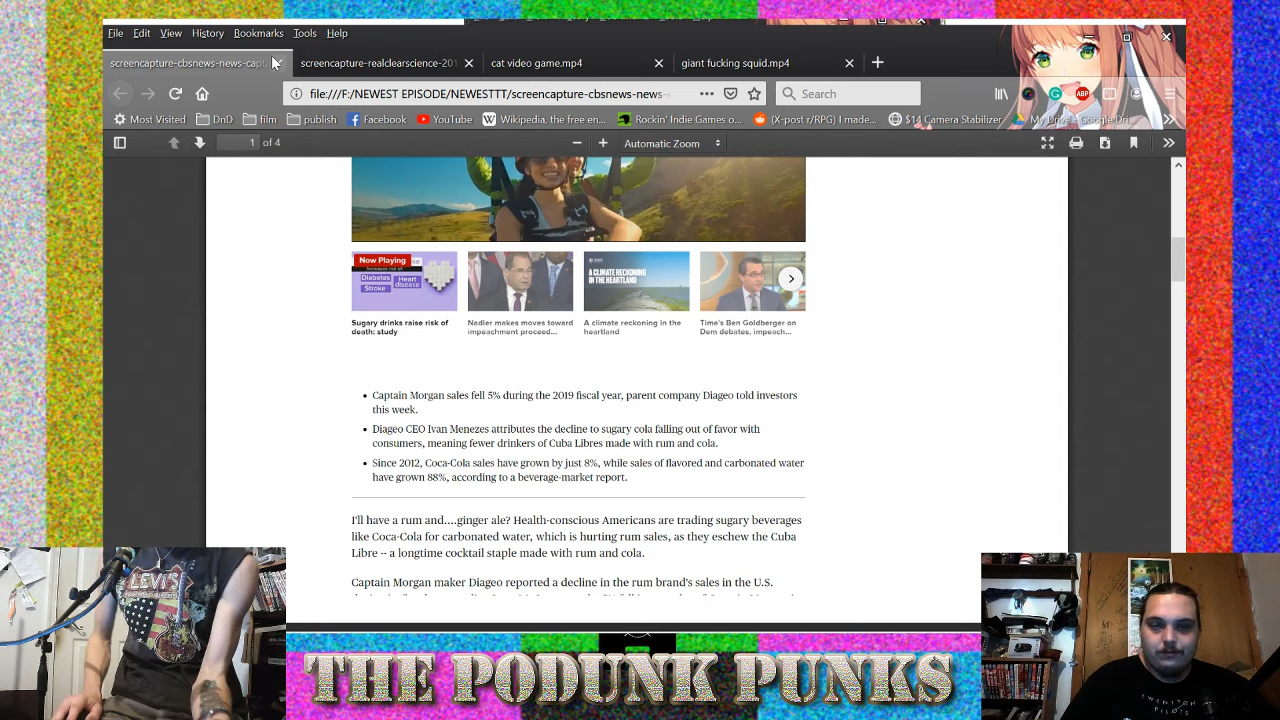 File Edit View History Bookmarks Tools Help
screencapture-cbsnews-news-capt
screencapture-realclearscience-201
cat video game.mp4
giant fucking squid.mp4
file:///F:/NEWEST EPISODE/NEWESTTT/screencapture-cbsnews-news-
Search
Most Visited DnD film publish Facebook YouTube Wikipedia, the free en... Rockin' Indie Games o... (X-post r/RPG) I made... $14 Camera Stabilizer My Drive - Google Dri...
1 of 4
Automatic Zoom
Now Playing
Diabetes
Heart disease
Stroke
A CLIMATE RECKONING
IN THE HEARTLAND
Sugary drinks raise risk of
death: study
Nadler makes moves toward
impeachment proceed...
A climate reckoning in the
heartland
Time's Ben Goldberger on
Dem debates, impeach...
• Captain Morgan sales fell 5% during the 2019 fiscal year, parent company Diageo told investors
this week.
• Diageo CEO Ivan Menezes attributes the decline to sugary cola falling out of favor with
consumers, meaning fewer drinkers of Cuba Libres made with rum and cola.
• Since 2012, Coca-Cola sales have grown by just 8%, while sales of flavored and carbonated water
have grown 88%, according to a beverage-market report.
I'll have a rum and....ginger ale? Health-conscious Americans are trading sugary beverages
like Coca-Cola for carbonated water, which is hurting rum sales, as they eschew the Cuba
Libre -- a longtime cocktail staple made with rum and cola.
Captain Morgan maker Diageo reported a decline in the rum brand's sales in the U.S.
LEVI'S
THE PODUNK PUNKS